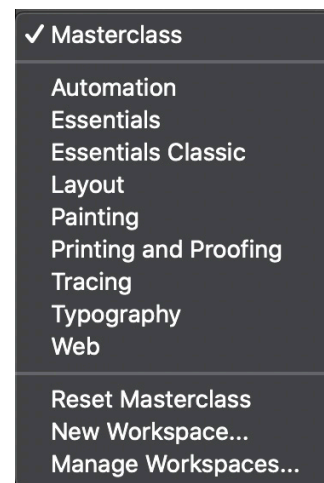 ✓ Masterclass
Automation
Essentials
Essentials Classic
Layout
Painting
Printing and Proofing
Tracing
Typography
Web
Reset Masterclass
New Workspace...
Manage Workspaces...